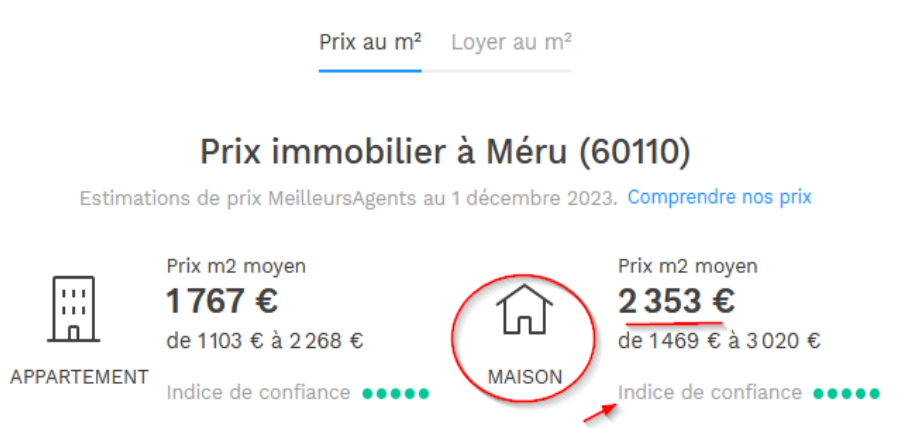 Prix au m² Loyer au m²
Prix immobilier à Méru (60110)
Estimations de prix MeilleursAgents au 1 décembre 2023. Comprendre nos prix
Prix m2 moyen
1 767 €
de 1 103 € à 2 268 €
Indice de confiance
APPARTEMENT
Prix m2 moyen
2 353 €
de 1 469 € à 3 020 €
Indice de confiance
MAISON